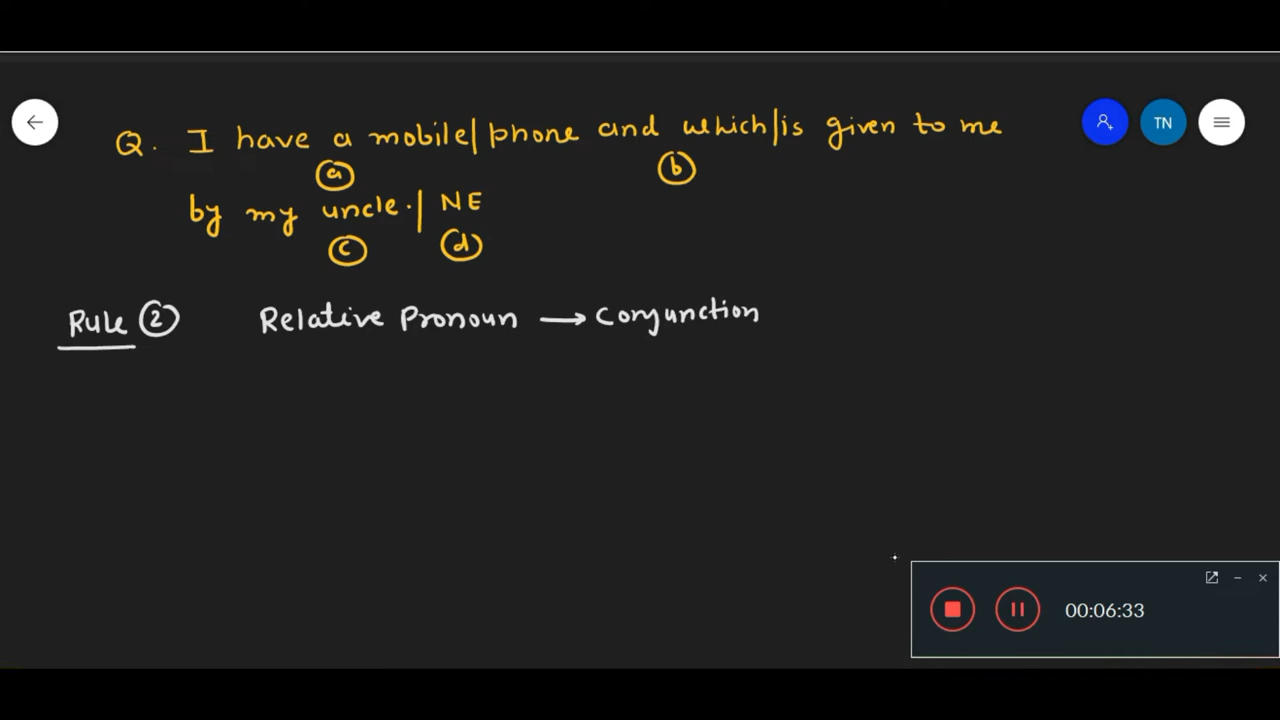 Q. I have a mobile/phone and which/is given to me
a b
by my uncle./ NE
c d
TN
Rule 2 Relative Pronoun → Conjunction
00:06:33